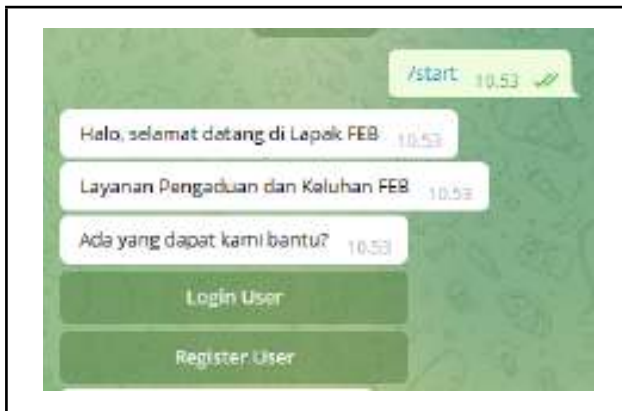 /start 10.53
Halo, selamat datang di Lapak FEB 10.53
Layanan Pengaduan dan Keluhan FEB 10.53
Ada yang dapat kami bantu? 10.53
Login User
Register User